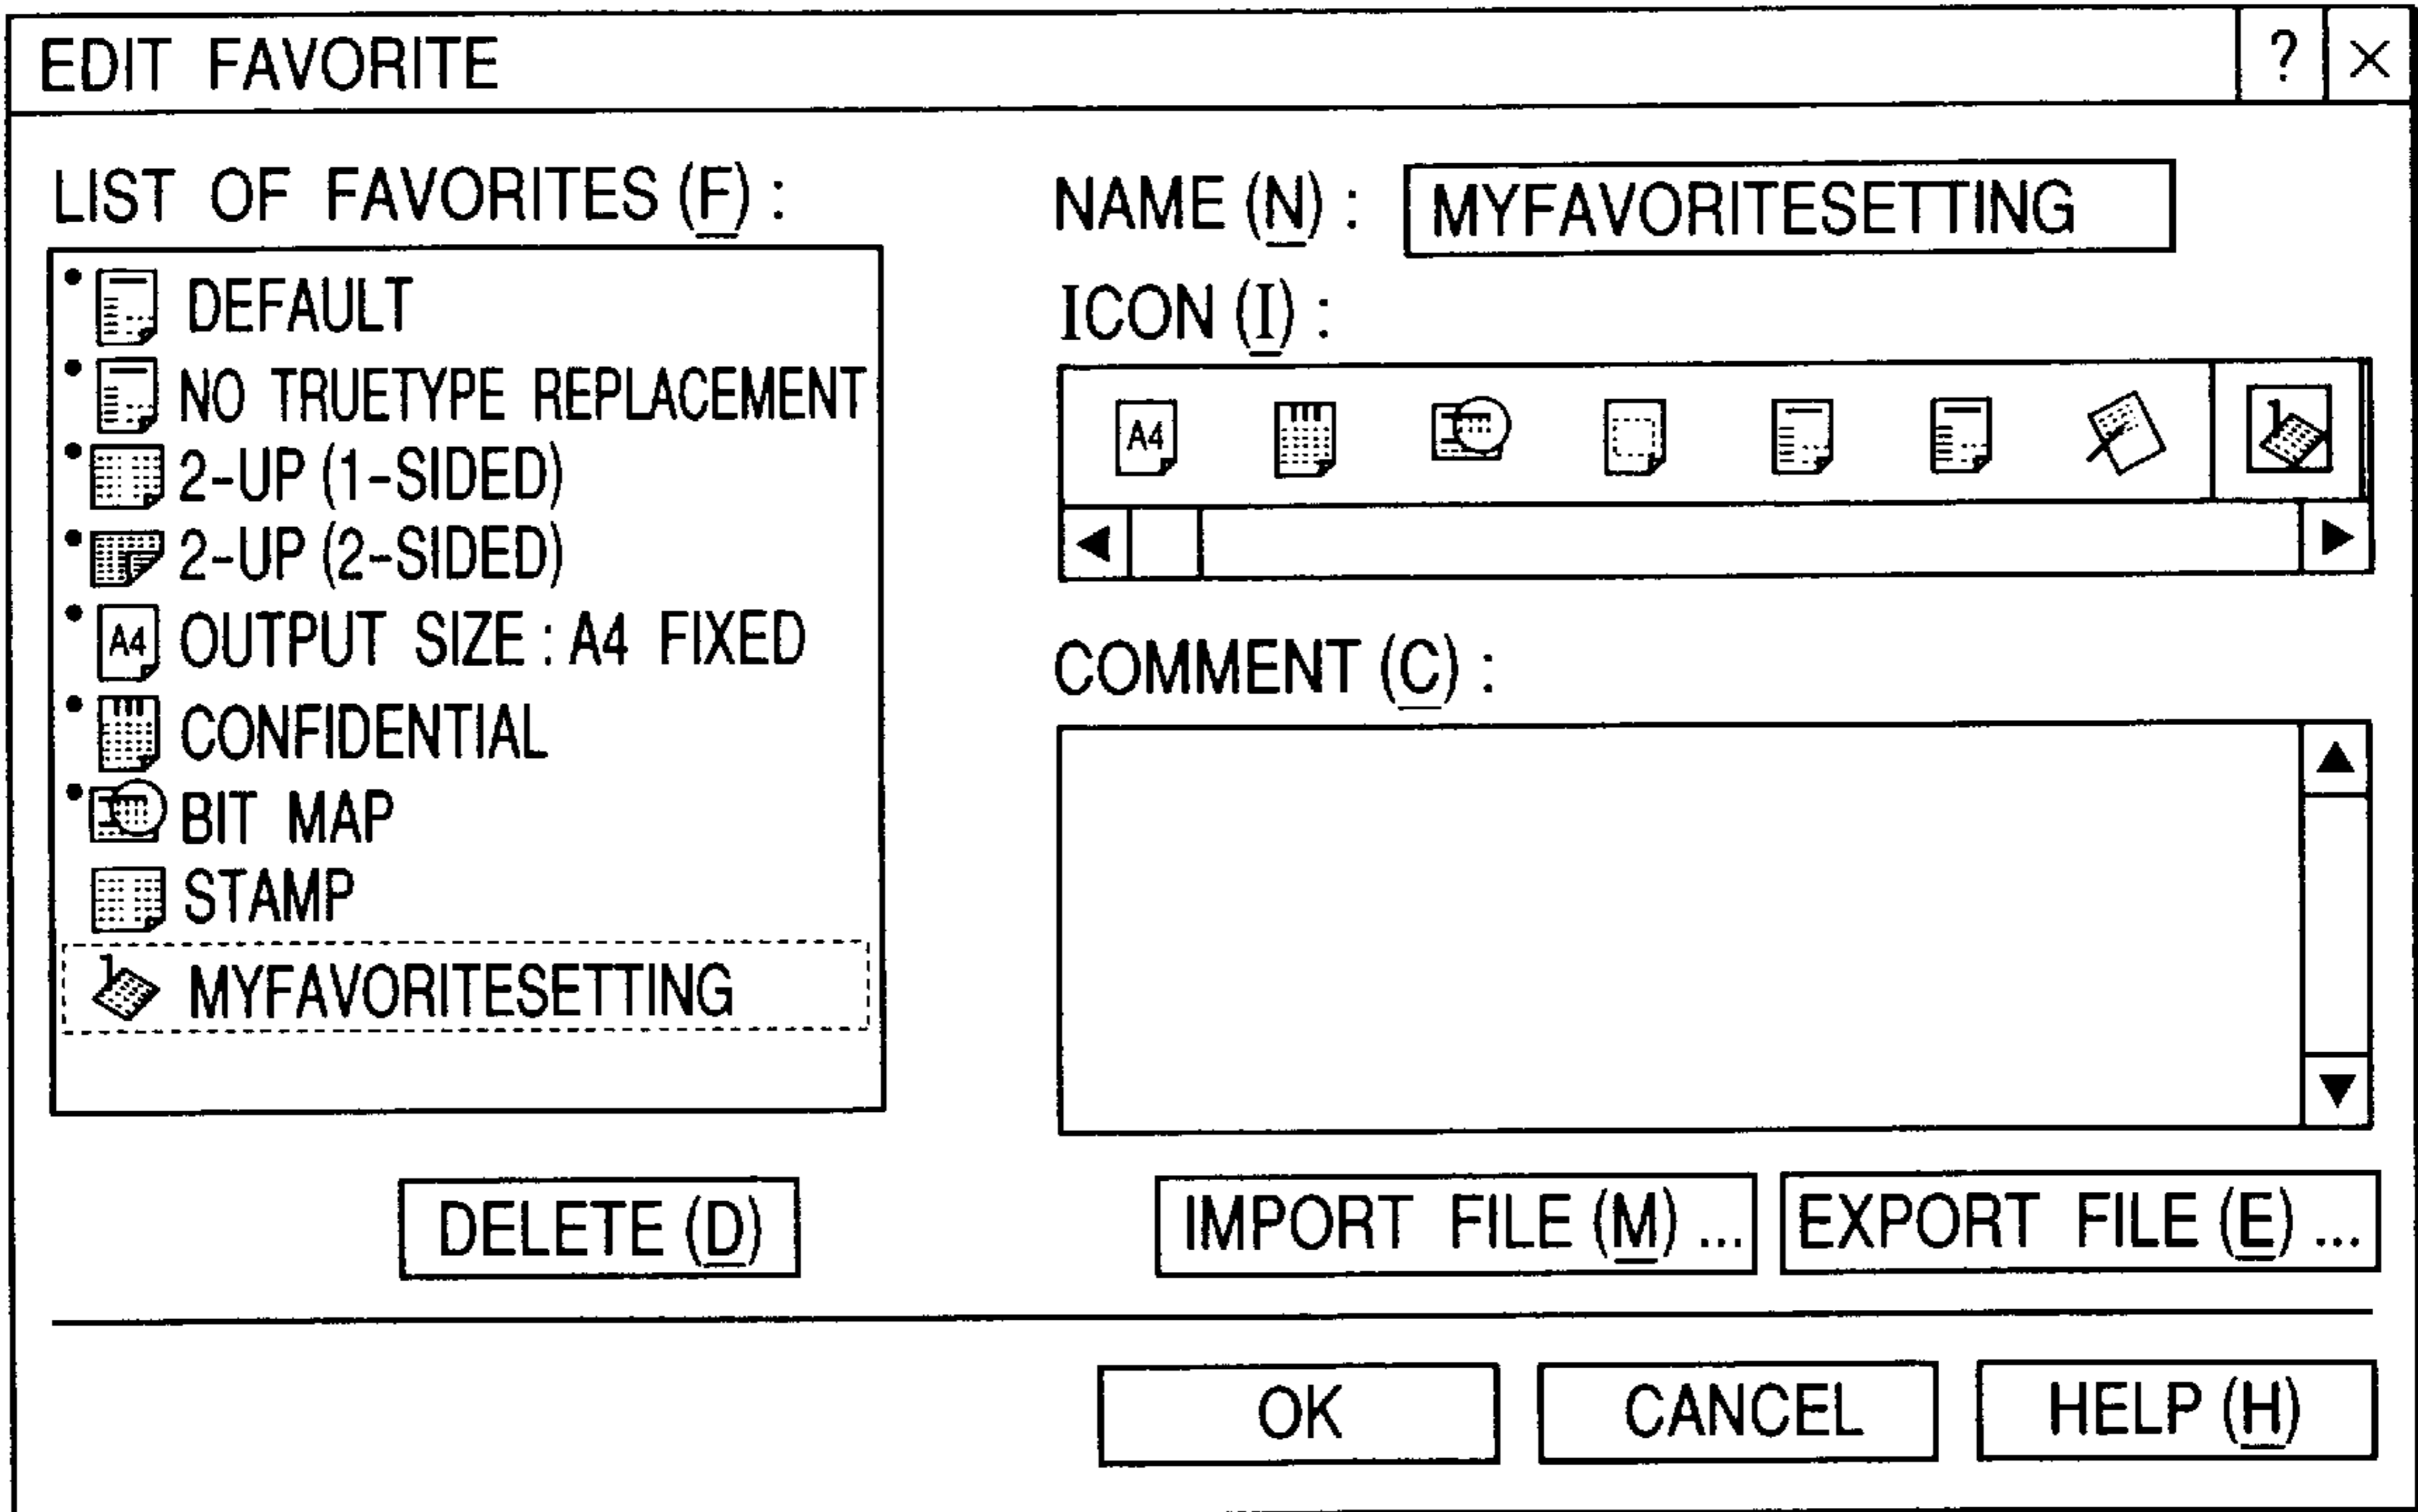 EDIT FAVORITE ? ×
LIST OF FAVORITES (F) :
DEFAULT
NO TRUETYPE REPLACEMENT
2-UP (1-SIDED)
2-UP (2-SIDED)
A4 OUTPUT SIZE : A4 FIXED
CONFIDENTIAL
BIT MAP
STAMP
1 MYFAVORITESETTING
DELETE (D)
NAME (N) : MYFAVORITESETTING
ICON (I) :
A4 1
COMMENT (C) :
IMPORT FILE (M) ... EXPORT FILE (E) ...
OK CANCEL HELP (H)